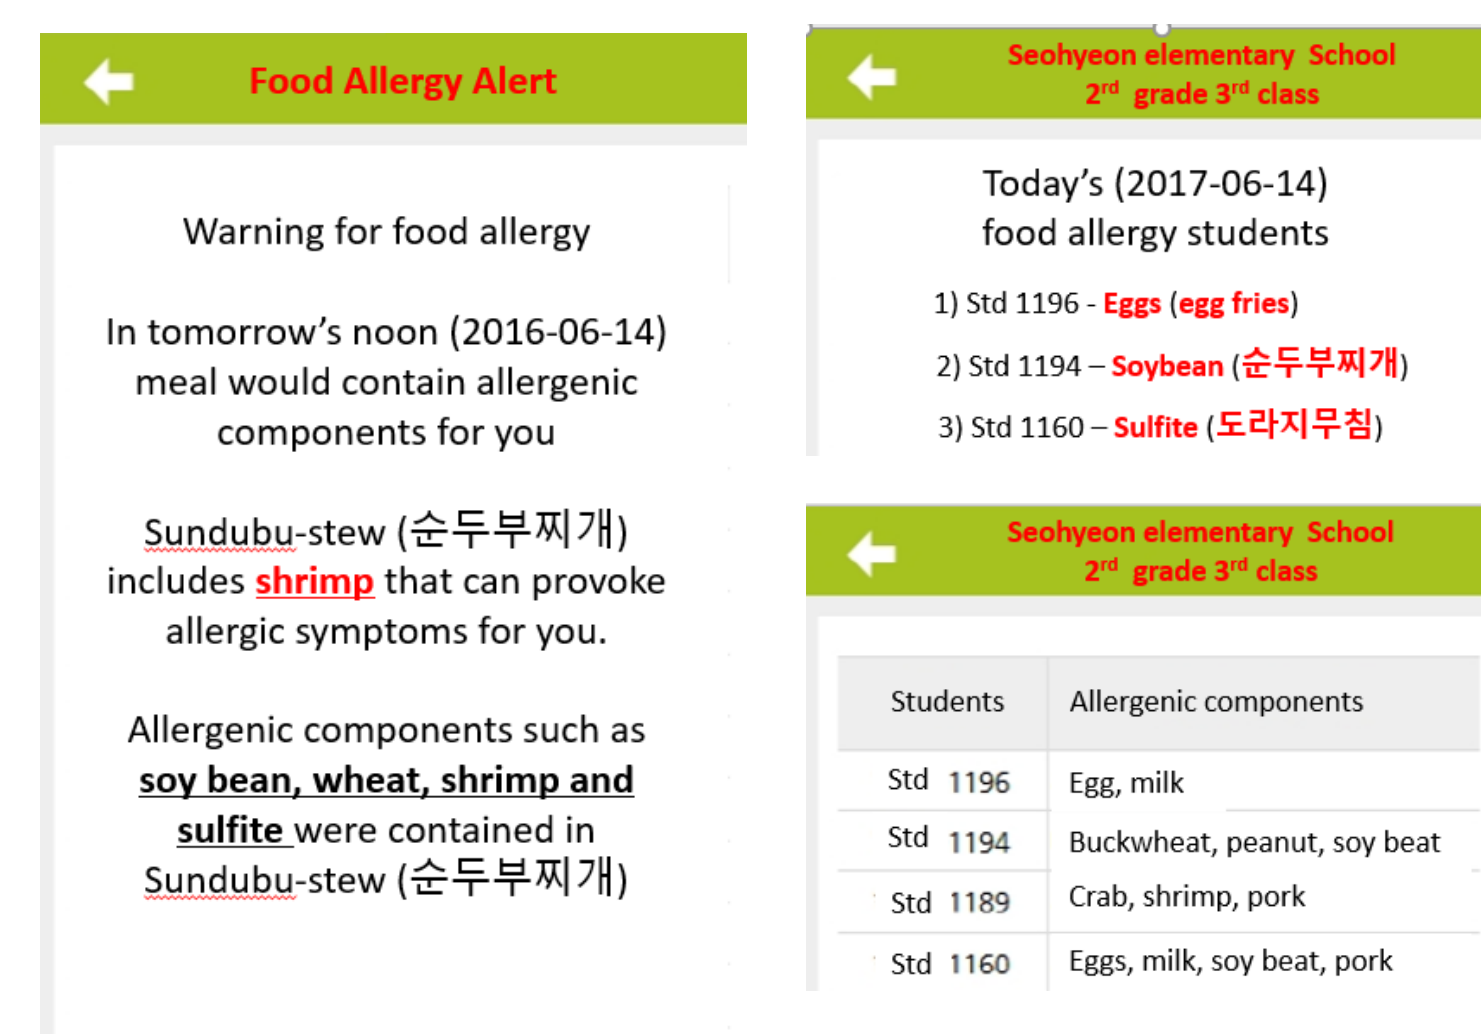 Food Allergy Alert
Warning for food allergy
In tomorrow’s noon (2016-06-14)
meal would contain allergenic
components for you
Sundubu-stew (순두부찌개)
includes shrimp that can provoke
allergic symptoms for you.
Allergenic components such as
soy bean, wheat, shrimp and
sulfite were contained in
Sundubu-stew (순두부찌개)
Seohyeon elementary School
2rd grade 3rd class
Today’s (2017-06-14)
food allergy students
1) Std 1196 - Eggs (egg fries)
2) Std 1194 – Soybean (순두부찌개)
3) Std 1160 – Sulfite (도라지무침)
Seohyeon elementary School
2rd grade 3rd class
Students Allergenic components
Std 1196 Egg, milk
Std 1194 Buckwheat, peanut, soy beat
Std 1189 Crab, shrimp, pork
Std 1160 Eggs, milk, soy beat, pork